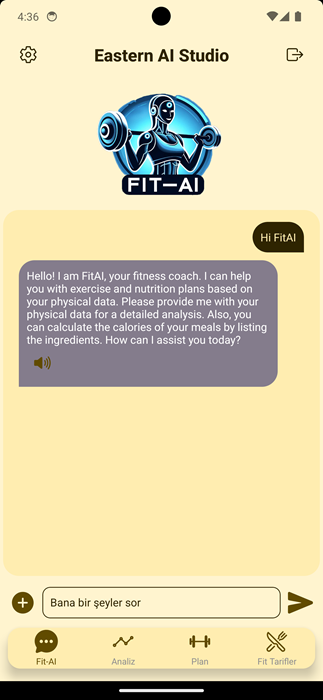 4:36
Eastern AI Studio
FIT-AI
Hi FitAI
Hello! I am FitAI, your fitness coach. I can help
you with exercise and nutrition plans based on
your physical data. Please provide me with your
physical data for a detailed analysis. Also, you
can calculate the calories of your meals by listing
the ingredients. How can I assist you today?
Bana bir şeyler sor
Fit-AI
Analiz
Plan
Fit Tarifler